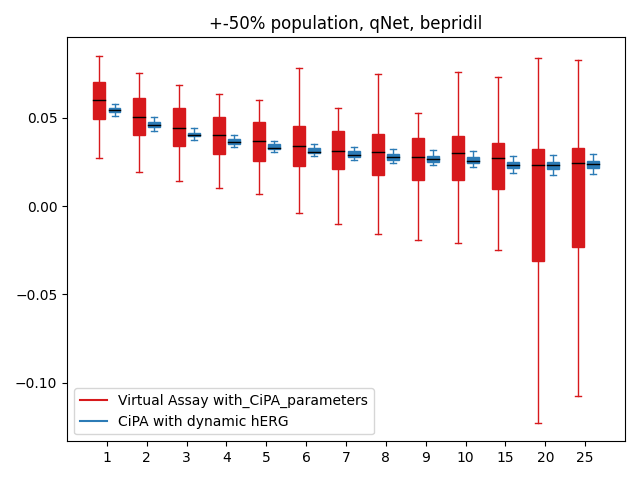 +-50% population, qNet, bepridil
0.05
0.00
−0.05
−0.10
Virtual Assay with_CiPA_parameters
CiPA with dynamic hERG
1 2 3 4 5 6 7 8 9 10 15 20 25